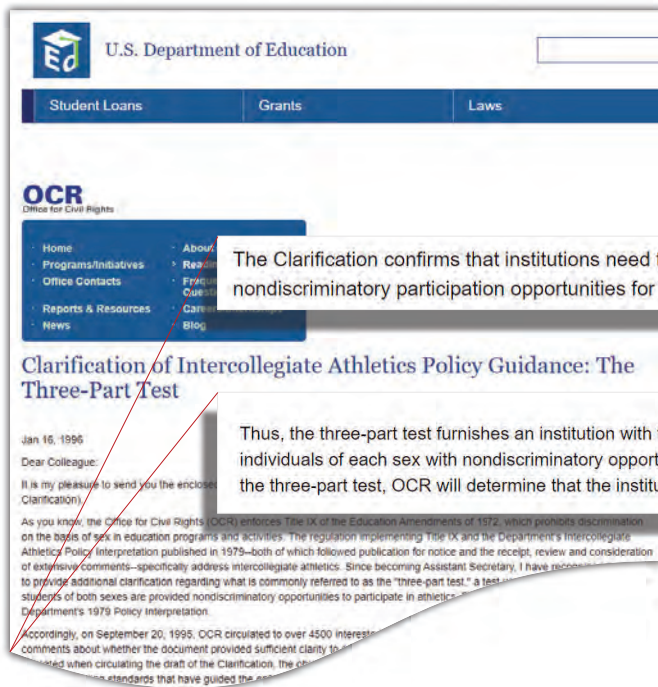 Ed
U.S. Department of Education
Student Loans Grants Laws
OCR
Office for Civil Rights
Home About
Programs/Initiatives
Office Contacts
Reports & Resources
News Blog
The Clarification confirms that institutions need
nondiscriminatory participation opportunities for
Clarification of Intercollegiate Athletics Policy Guidance: The
Three-Part Test
Thus, the three-part test furnishes an institution with
individuals of each sex with nondiscriminatory
the three-part test, OCR will determine that the
Jan 16, 1996
Dear Colleague:
It is my pleasure to send you the
Clarification).
As you know, the Office for Civil Rights (OCR) enforces Title IX of the Education Amendments of 1972, which prohibits discrimination
on the basis of sex in education programs and activities. The regulation implementing Title IX and the Department's Intercollegiate
Athletics Policy Interpretation published in 1979--both of which followed publication for notice and the receipt, review and consideration
of extensive comments--specifically address intercollegiate athletics. Since becoming Assistant Secretary, I have
to provide additional clarification regarding what is commonly referred to as the "three-part test," a
students of both sexes are provided nondiscriminatory opportunities to participate in athletics.
Department's 1979 Policy Interpretation.
Accordingly, on September 20, 1995, OCR circulated to over 4500
comments about whether the document provided sufficient clarity to
when circulating the draft of the Clarification, the
standards that have guided the